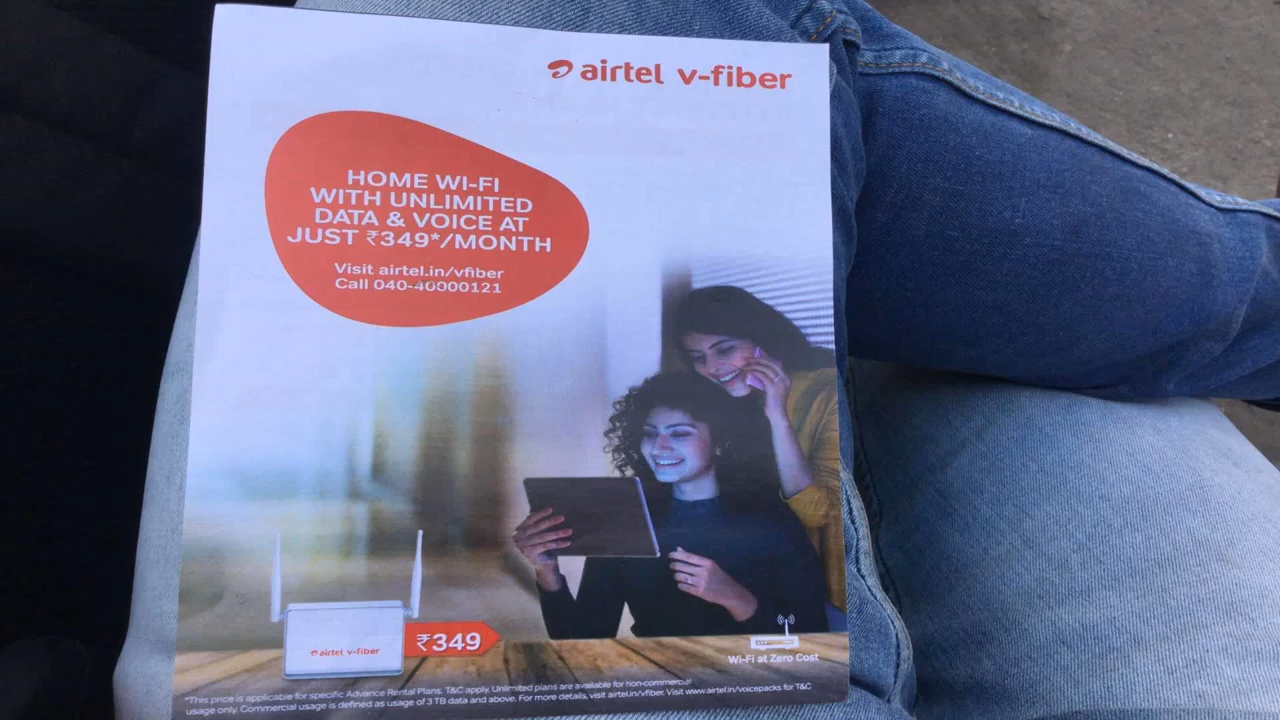 airtel v-fiber
HOME WI-FI
WITH UNLIMITED
DATA & VOICE AT
JUST ₹349*/MONTH
Visit airtel.in/vfiber
Call 040-40000121
airtel v-fiber
₹349
Wi-Fi at Zero Cost
*This price is applicable for specific Advance Rental Plans. T&C apply. Unlimited plans are available for non-commercial
usage only. Commercial usage is defined as usage of 3 TB data and above. For more details, visit airtel.in/vfiber. Visit www.airtel.in/voicepacks for T&C